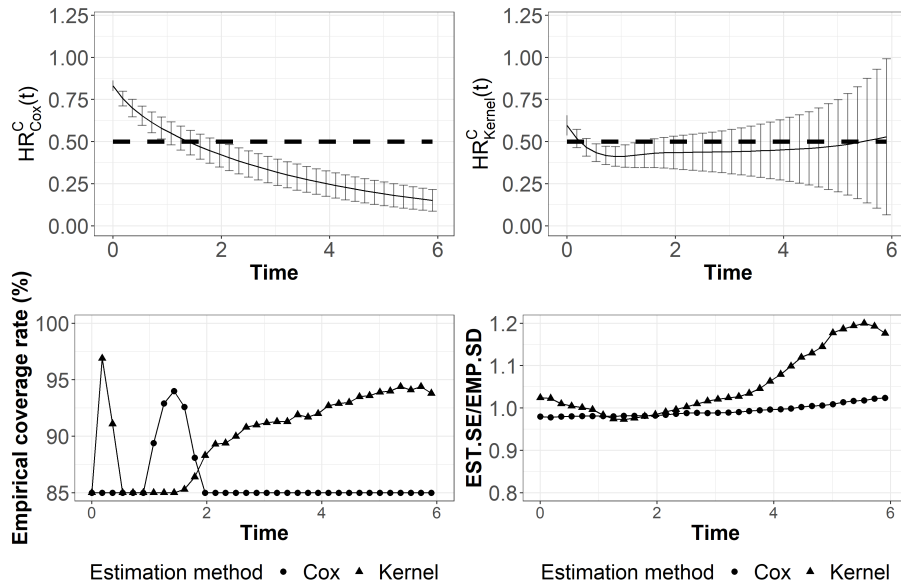 HR^C_Cox(t)
1.25
1.00
0.75
0.50
0.25
0.00
0 2 4 6
Time
HR^C_Kernel(t)
1.25
1.00
0.75
0.50
0.25
0.00
0 2 4 6
Time
Empirical coverage rate (%)
100
95
90
85
0 2 4 6
Time
EST.SE/EMP.SD
1.2
1.1
1.0
0.9
0.8
0 2 4 6
Time
Estimation method Cox Kernel
Estimation method Cox Kernel